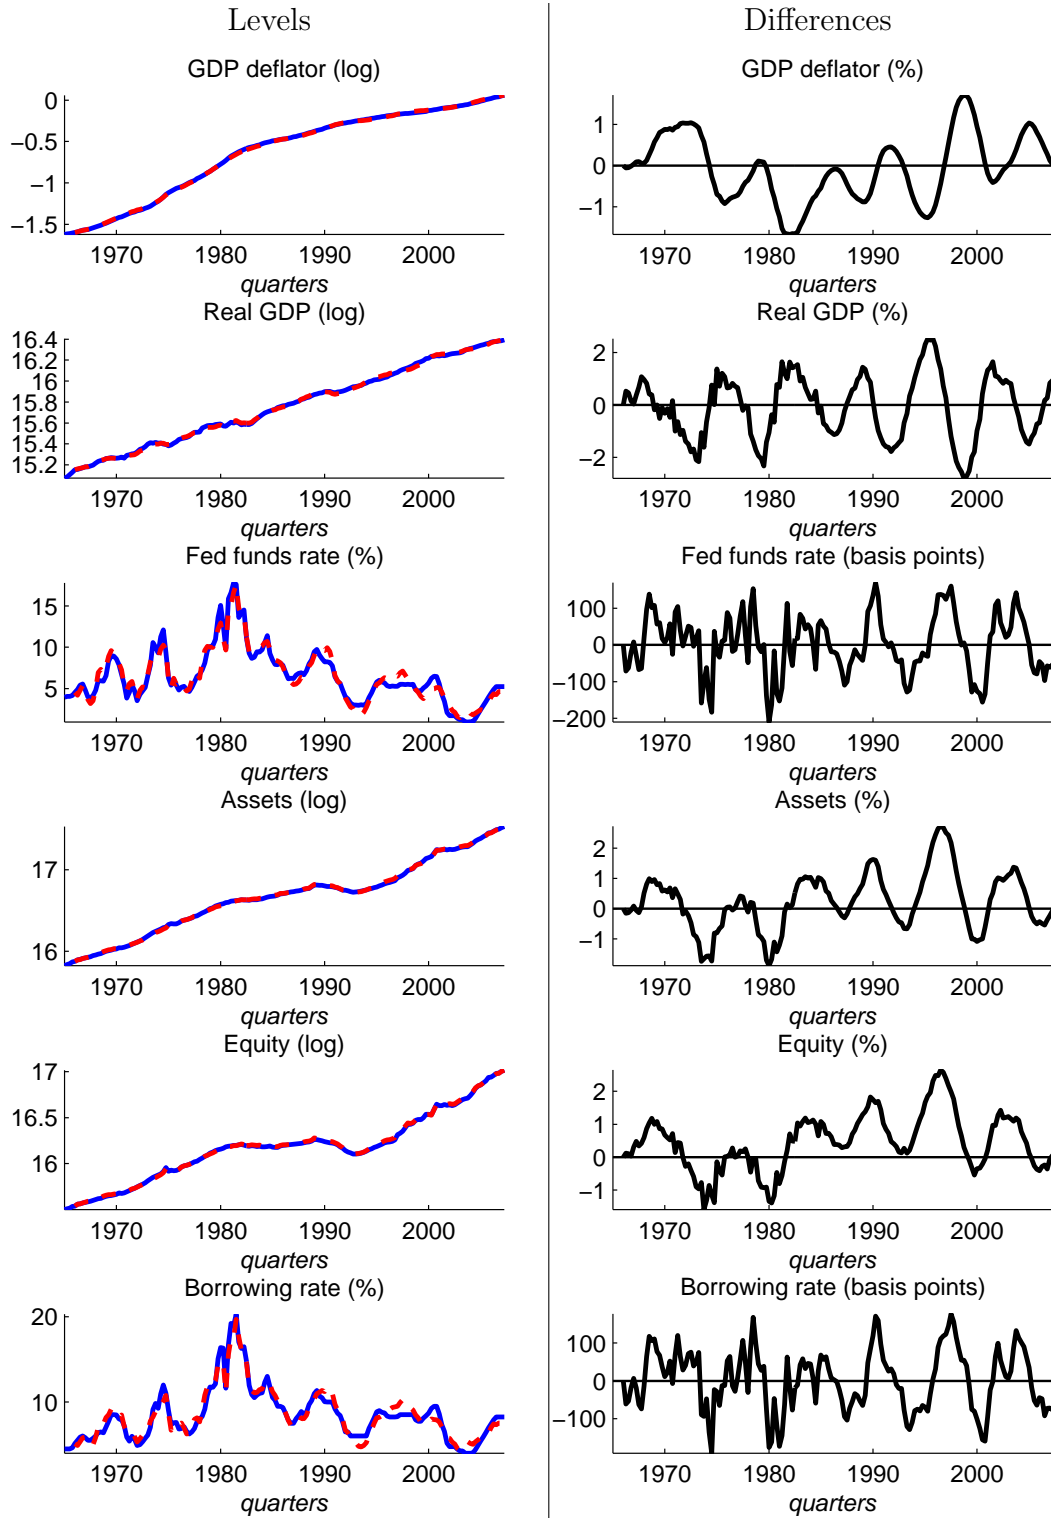 Levels
Differences
GDP deflator (log)
0
−0.5
−1
−1.5
1970 1980 1990 2000
quarters
GDP deflator (%)
1
0
−1
1970 1980 1990 2000
quarters
Real GDP (log)
16.4
16.2
16
15.8
15.6
15.4
15.2
1970 1980 1990 2000
quarters
Real GDP (%)
2
0
−2
1970 1980 1990 2000
quarters
Fed funds rate (%)
15
10
5
1970 1980 1990 2000
quarters
Fed funds rate (basis points)
100
0
−100
−200
1970 1980 1990 2000
quarters
Assets (log)
17
16
1970 1980 1990 2000
quarters
Assets (%)
2
1
0
−1
1970 1980 1990 2000
quarters
Equity (log)
17
16.5
16
1970 1980 1990 2000
quarters
Equity (%)
2
1
0
−1
1970 1980 1990 2000
quarters
Borrowing rate (%)
20
10
1970 1980 1990 2000
quarters
Borrowing rate (basis points)
100
0
−100
1970 1980 1990 2000
quarters